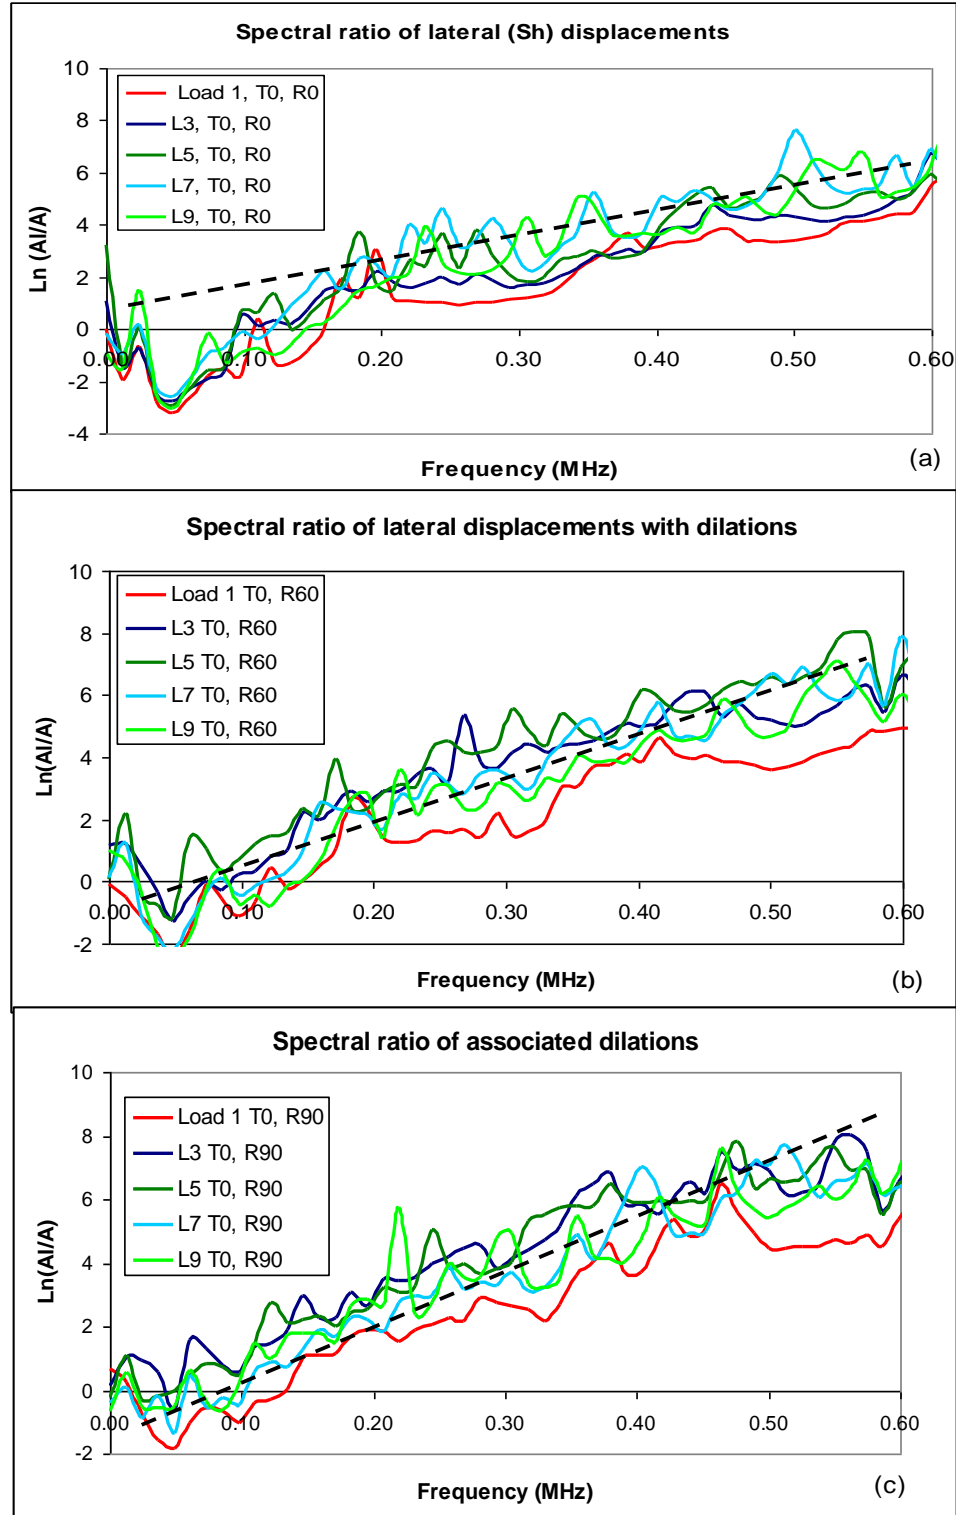 Spectral ratio of lateral (Sh) displacements
10
8
6
4
2
0
-2
-4
Ln (Al/A)
Load 1, T0, R0
L3, T0, R0
L5, T0, R0
L7, T0, R0
L9, T0, R0
0.00 0.10 0.20 0.30 0.40 0.50 0.60
Frequency (MHz)
(a)
Spectral ratio of lateral displacements with dilations
10
8
6
4
2
0
-2
Ln(Al/A)
Load 1 T0, R60
L3 T0, R60
L5 T0, R60
L7 T0, R60
L9 T0, R60
0.00 0.10 0.20 0.30 0.40 0.50 0.60
Frequency (MHz)
(b)
Spectral ratio of associated dilations
10
8
6
4
2
0
-2
Ln(Al/A)
Load 1 T0, R90
L3 T0, R90
L5 T0, R90
L7 T0, R90
L9 T0, R90
0.00 0.10 0.20 0.30 0.40 0.50 0.60
Frequency (MHz)
(c)